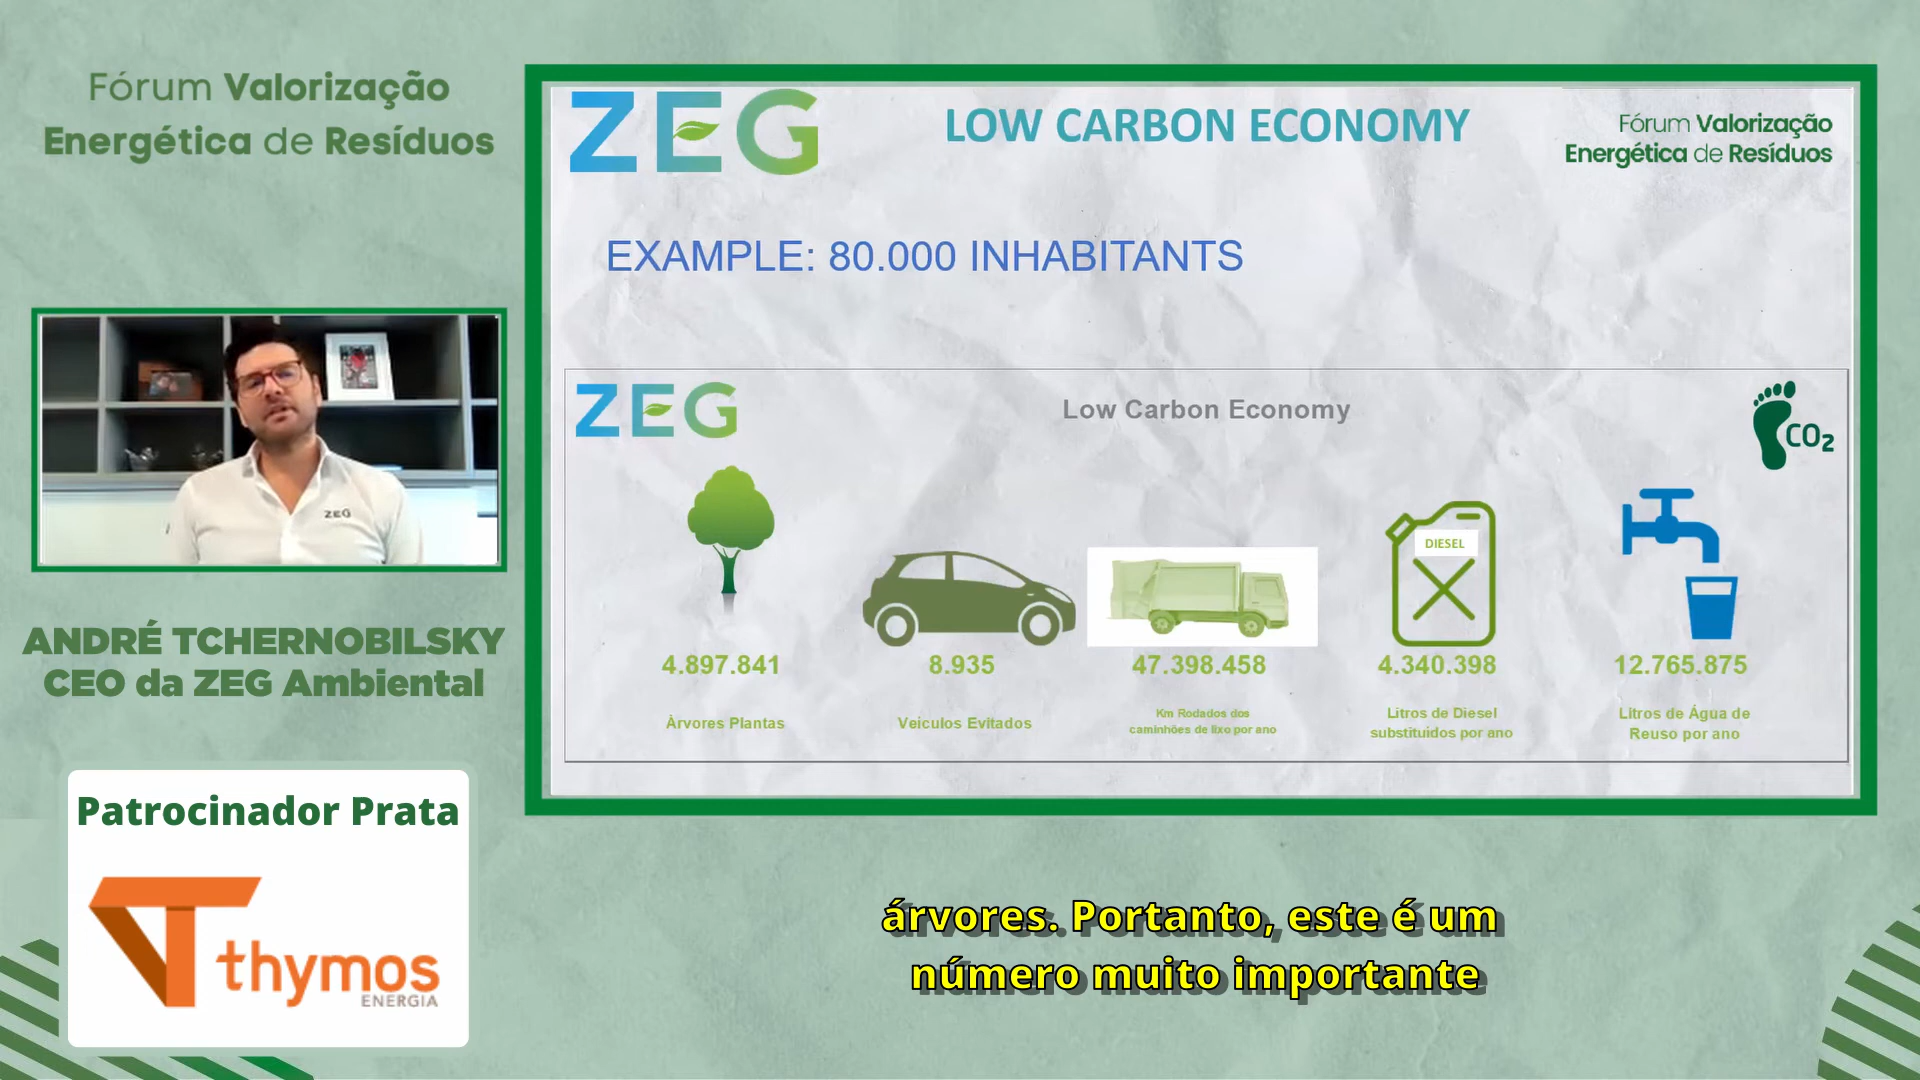 Fórum Valorização
Energética de Resíduos
ZEG
LOW CARBON ECONOMY
Fórum Valorização
Energética de Resíduos
EXAMPLE: 80.000 INHABITANTS
ZEG
Low Carbon Economy
CO2
DIESEL
4.897.841
8.935
47.398.458
4.340.398
12.765.875
Árvores Plantas
Veiculos Evitados
Km Rodados dos
caminhões de lixo por ano
Litros de Diesel
substituidos por ano
Litros de Água de
Reuso por ano
ZEG
ANDRÉ TCHERNOBILSKY
CEO da ZEG Ambiental
Patrocinador Prata
thymos
ENERGIA
árvores. Portanto, este é um
número muito importante